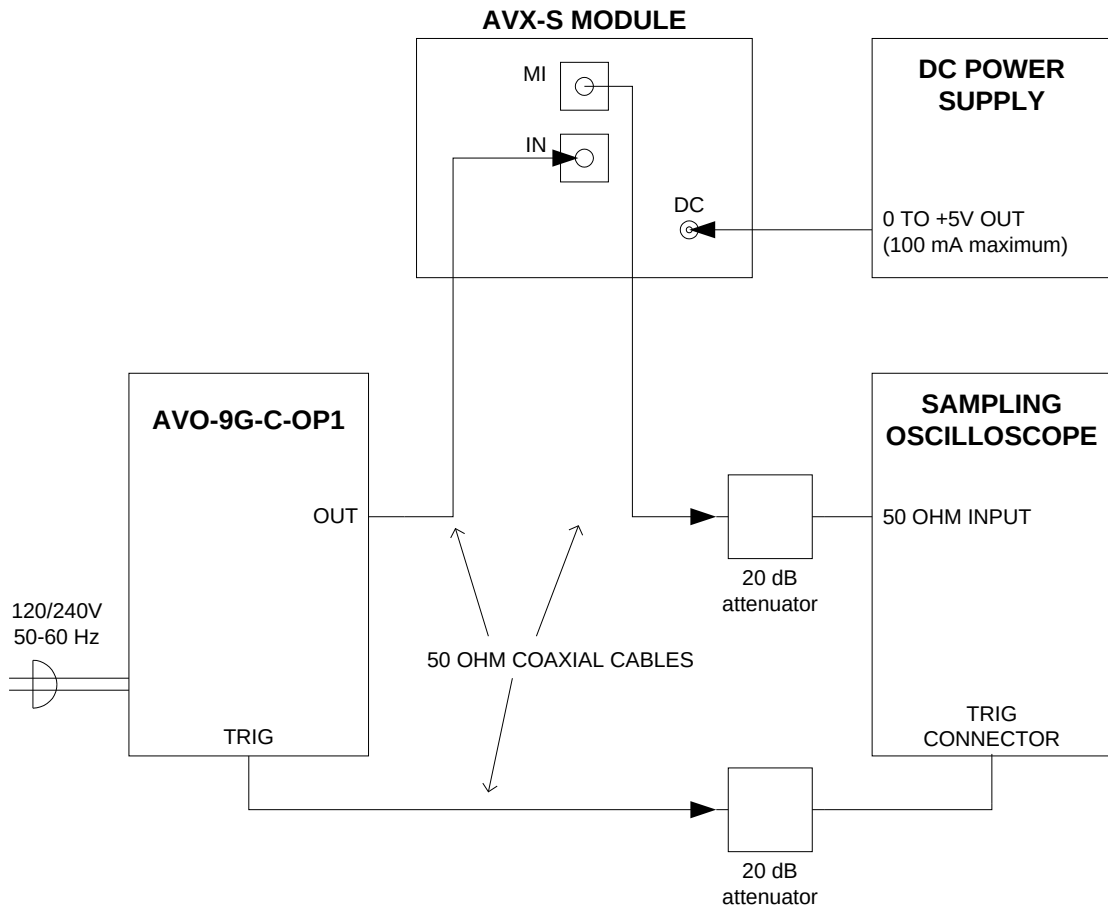 AVX-S MODULE
MI
IN
DC
DC POWER
SUPPLY
0 TO +5V OUT
(100 mA maximum)
AVO-9G-C-OP1
OUT
120/240V
50-60 Hz
TRIG
50 OHM COAXIAL CABLES
20 dB
attenuator
SAMPLING
OSCILLOSCOPE
50 OHM INPUT
TRIG
CONNECTOR
20 dB
attenuator